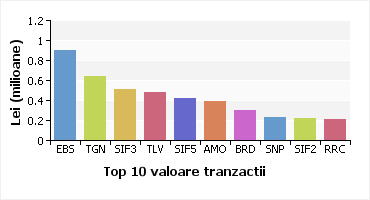 Lei (milioane)
1.2
1
0.8
0.6
0.4
0.2
0
EBS TGN SIF3 TLV SIF5 AMO BRD SNP SIF2 RRC
Top 10 valoare tranzactii